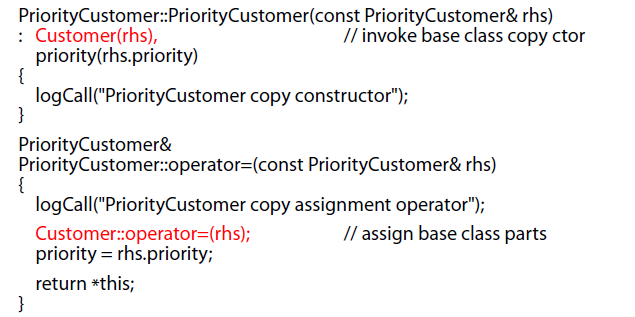 PriorityCustomer::PriorityCustomer(const PriorityCustomer& rhs)
: Customer(rhs), // invoke base class copy ctor
priority(rhs.priority)
{
logCall("PriorityCustomer copy constructor");
}
PriorityCustomer&
PriorityCustomer::operator=(const PriorityCustomer& rhs)
{
logCall("PriorityCustomer copy assignment operator");
Customer::operator=(rhs); // assign base class parts
priority = rhs.priority;
return *this;
}